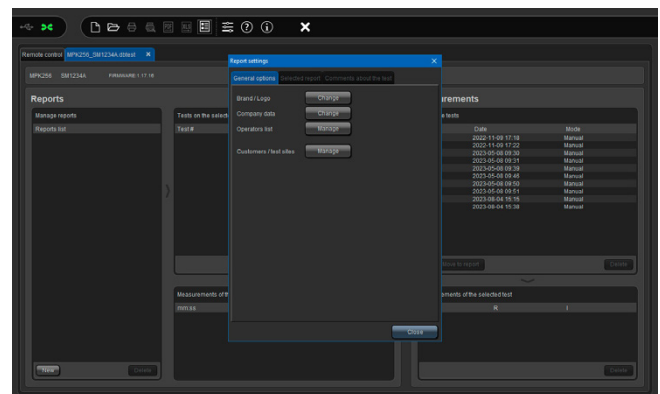 Remote control MPK256_SM1234A.dbtest X
MPK256 SM1234A FIRMWARE:1.17.18
Reports
Manage reports
Reports list
New Delete
Tests on the select
Test #
Measurements of th
mm:ss
Report settings X
General options Selected report Comments about the test
Brand / Logo Change
Company data Change
Operators list Manage
Customers / test sites Manage
Close
urements
e tests
Date Mode
2022-11-09 17:18 Manual
2022-11-09 17:22 Manual
2023-05-08 09:30 Manual
2023-05-08 09:31 Manual
2023-05-08 09:39 Manual
2023-05-08 09:46 Manual
2023-05-08 09:50 Manual
2023-05-08 09:51 Manual
2023-08-04 15:15 Manual
2023-08-04 15:38 Manual
Move to report Delete
ements of the selected test
R I
Delete